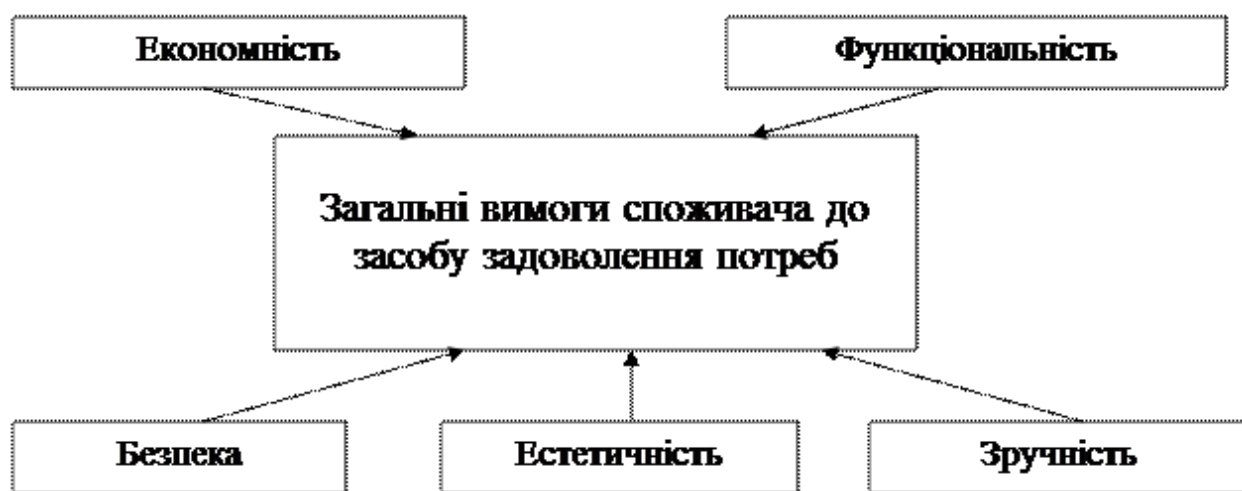 Економність
Функціональність
Загальні вимоги споживача до
засобу задоволення потреб
Безпека
Естетичність
Зручність